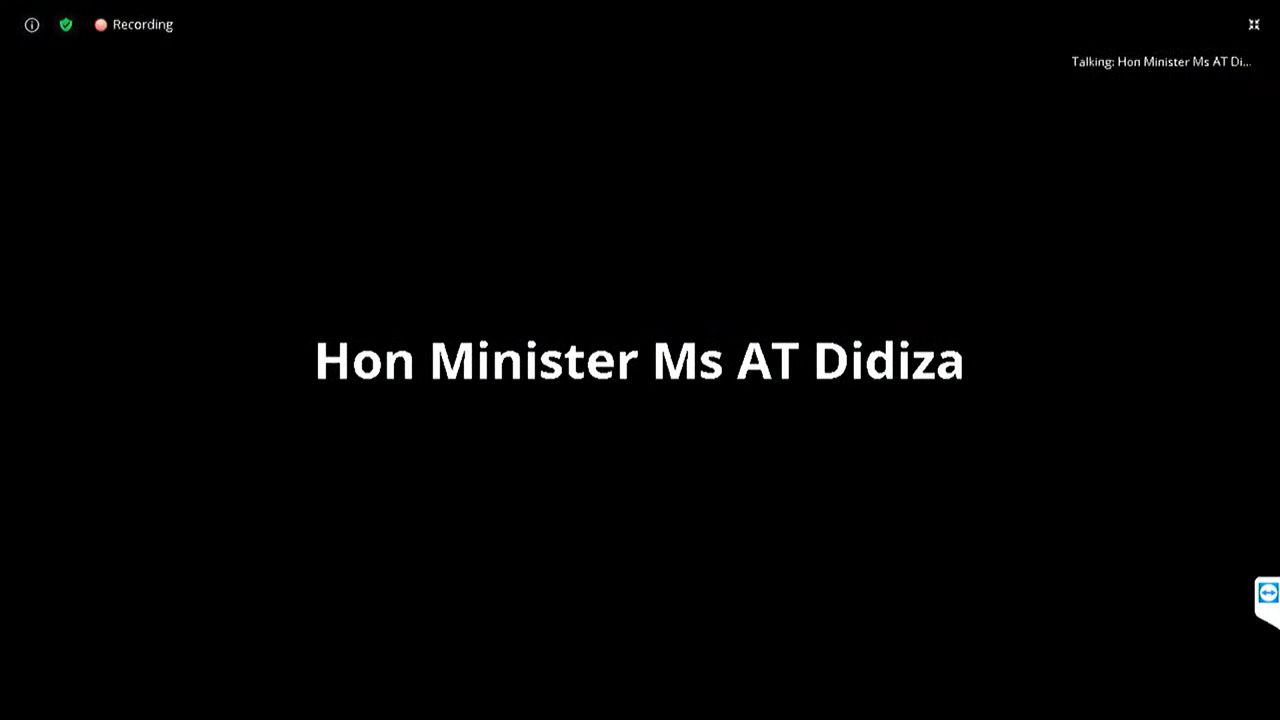 Recording
Talking: Hon Minister Ms AT Di...
Hon Minister Ms AT Didiza